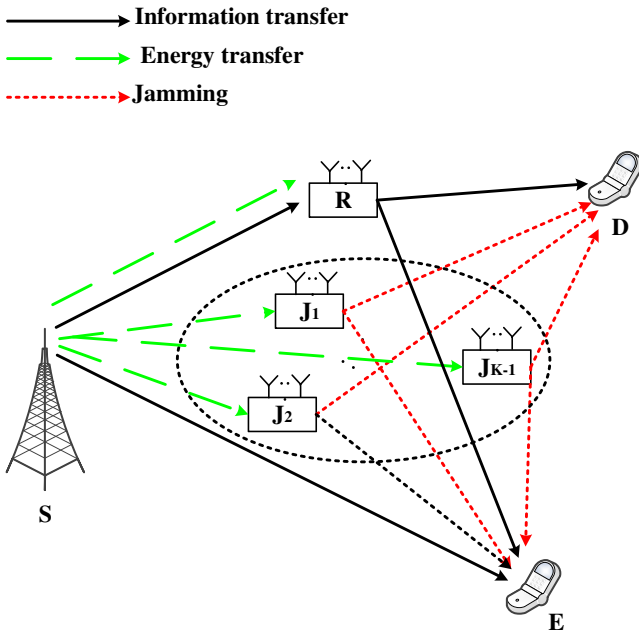 Information transfer
Energy transfer
Jamming
R
D
J1
JK-1
J2
S
E